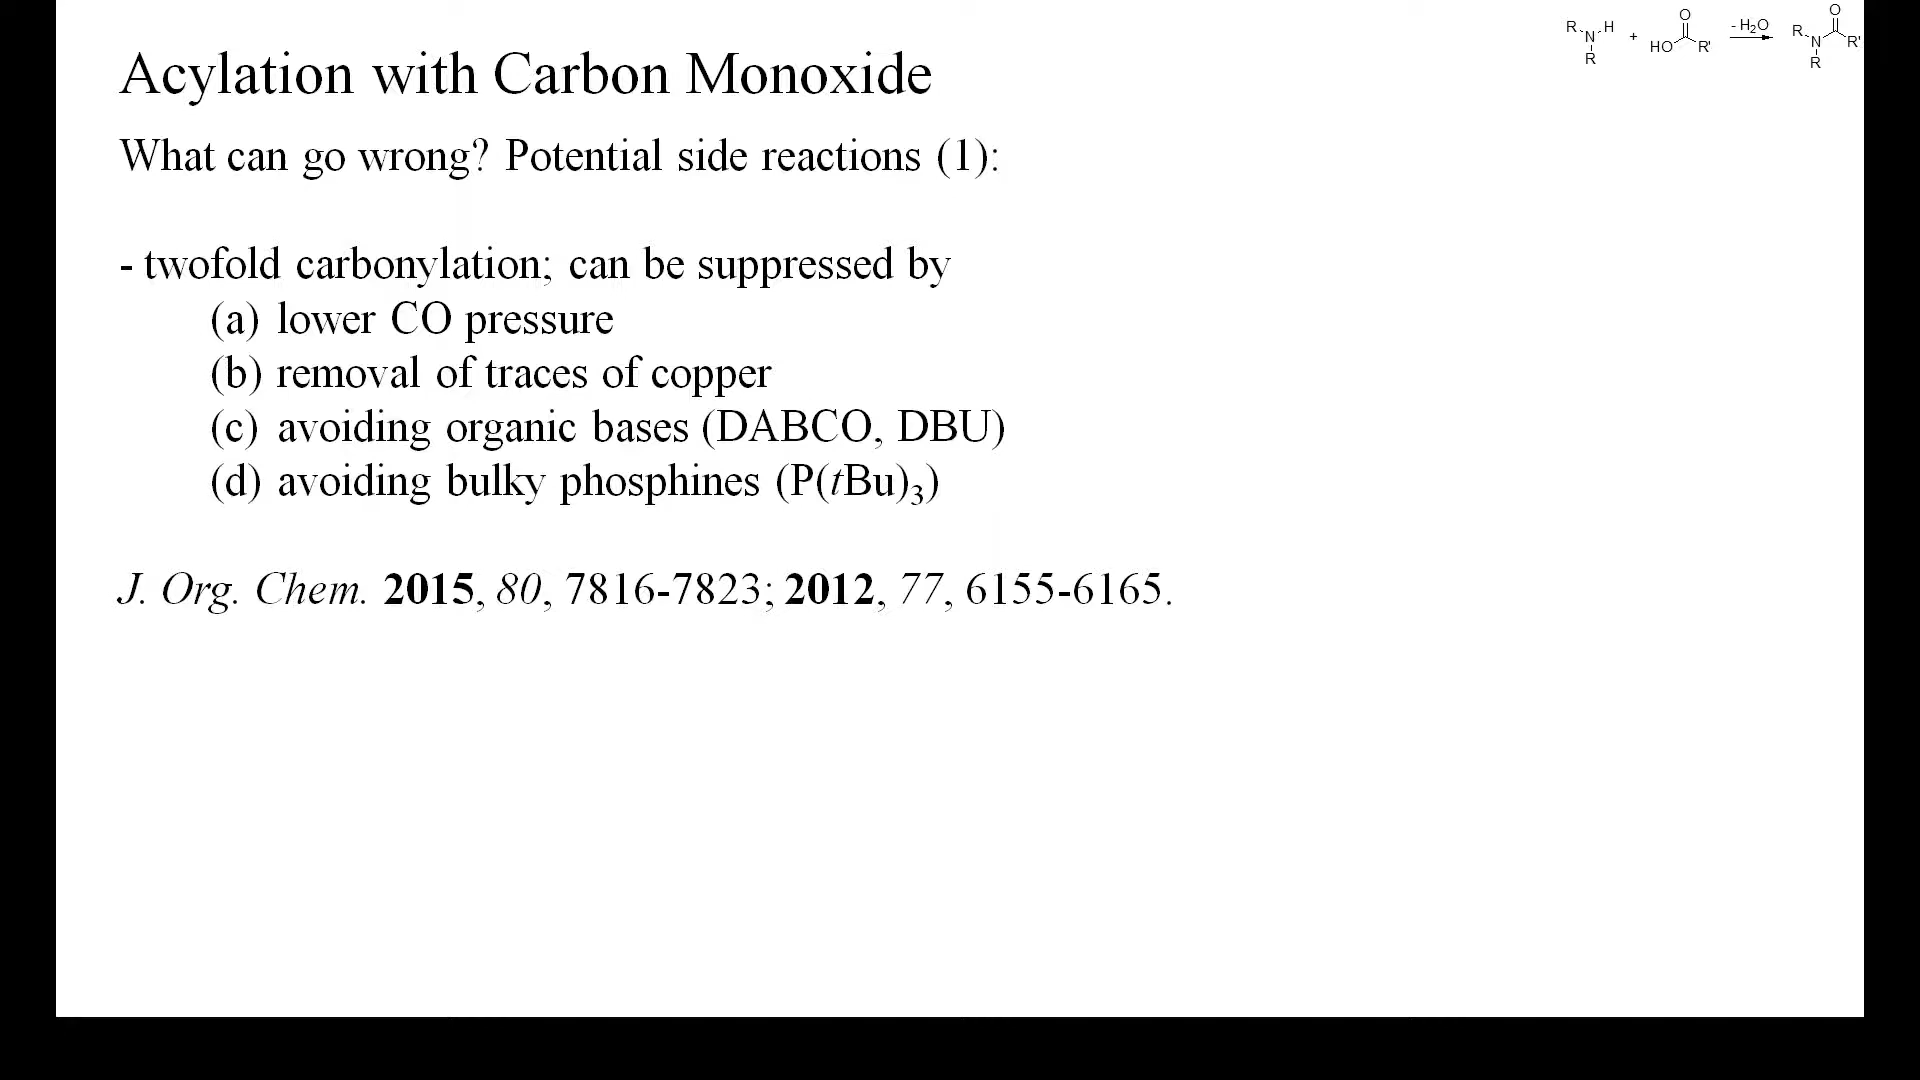 Acylation with Carbon Monoxide
R N H R + O HO R' - H₂O R N O R' R
What can go wrong? Potential side reactions (1):
- twofold carbonylation; can be suppressed by
(a) lower CO pressure
(b) removal of traces of copper
(c) avoiding organic bases (DABCO, DBU)
(d) avoiding bulky phosphines (P(tBu)₃)
J. Org. Chem. 2015, 80, 7816-7823; 2012, 77, 6155-6165.